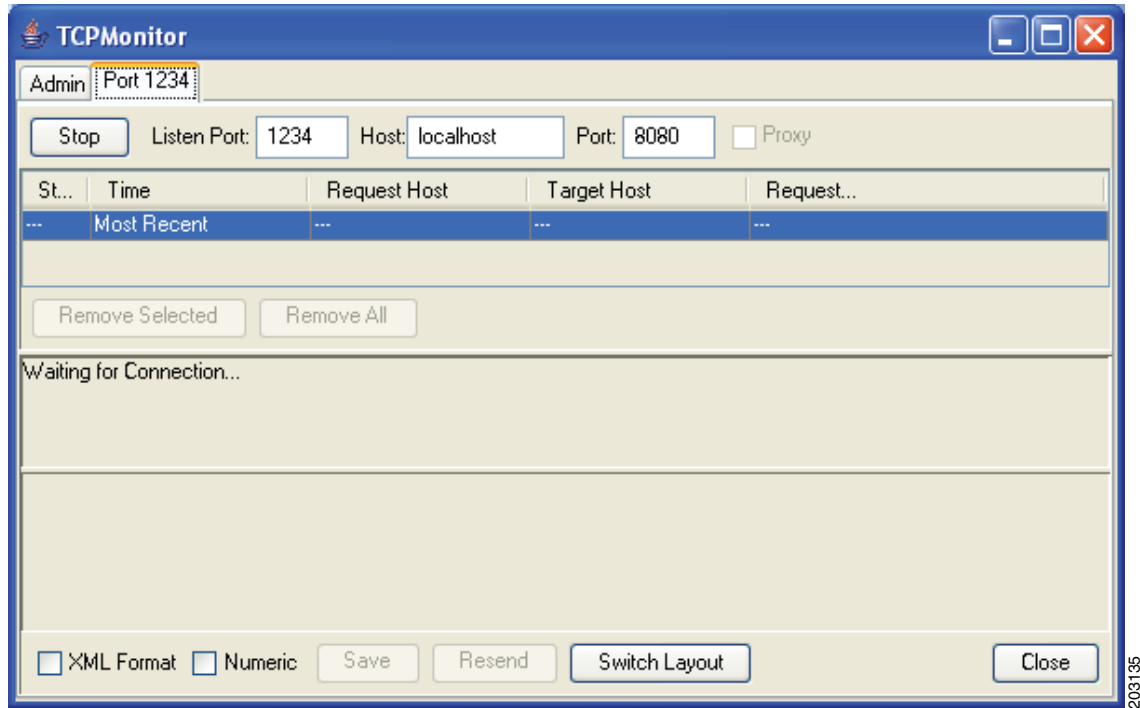 TCPMonitor
Admin Port 1234
Stop Listen Port: 1234 Host: localhost Port: 8080 Proxy
St... Time Request Host Target Host Request...
--- Most Recent --- --- ---
Remove Selected Remove All
Waiting for Connection...
XML Format Numeric Save Resend Switch Layout Close
203135